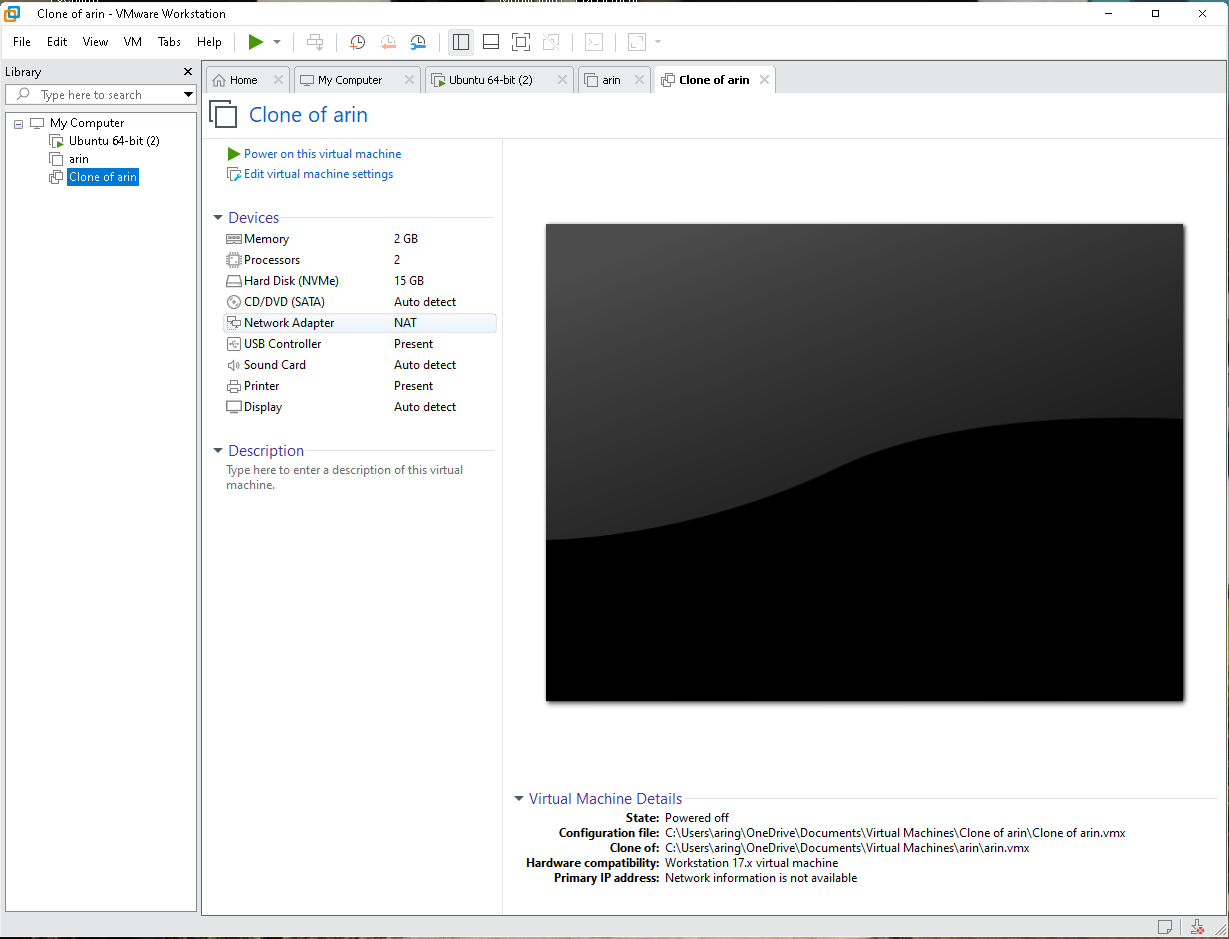 Clone of arin - VMware Workstation
File Edit View VM Tabs Help
Library
Type here to search
My Computer
Ubuntu 64-bit (2)
arin
Clone of arin
Home
My Computer
Ubuntu 64-bit (2)
arin
Clone of arin
Clone of arin
Power on this virtual machine
Edit virtual machine settings
Devices
Memory 2 GB
Processors 2
Hard Disk (NVMe) 15 GB
CD/DVD (SATA) Auto detect
Network Adapter NAT
USB Controller Present
Sound Card Auto detect
Printer Present
Display Auto detect
Description
Type here to enter a description of this virtual
machine.
Virtual Machine Details
State: Powered off
Configuration file: C:\Users\aring\OneDrive\Documents\Virtual Machines\Clone of arin\Clone of arin.vmx
Clone of: C:\Users\aring\OneDrive\Documents\Virtual Machines\arin\arin.vmx
Hardware compatibility: Workstation 17.x virtual machine
Primary IP address: Network information is not available